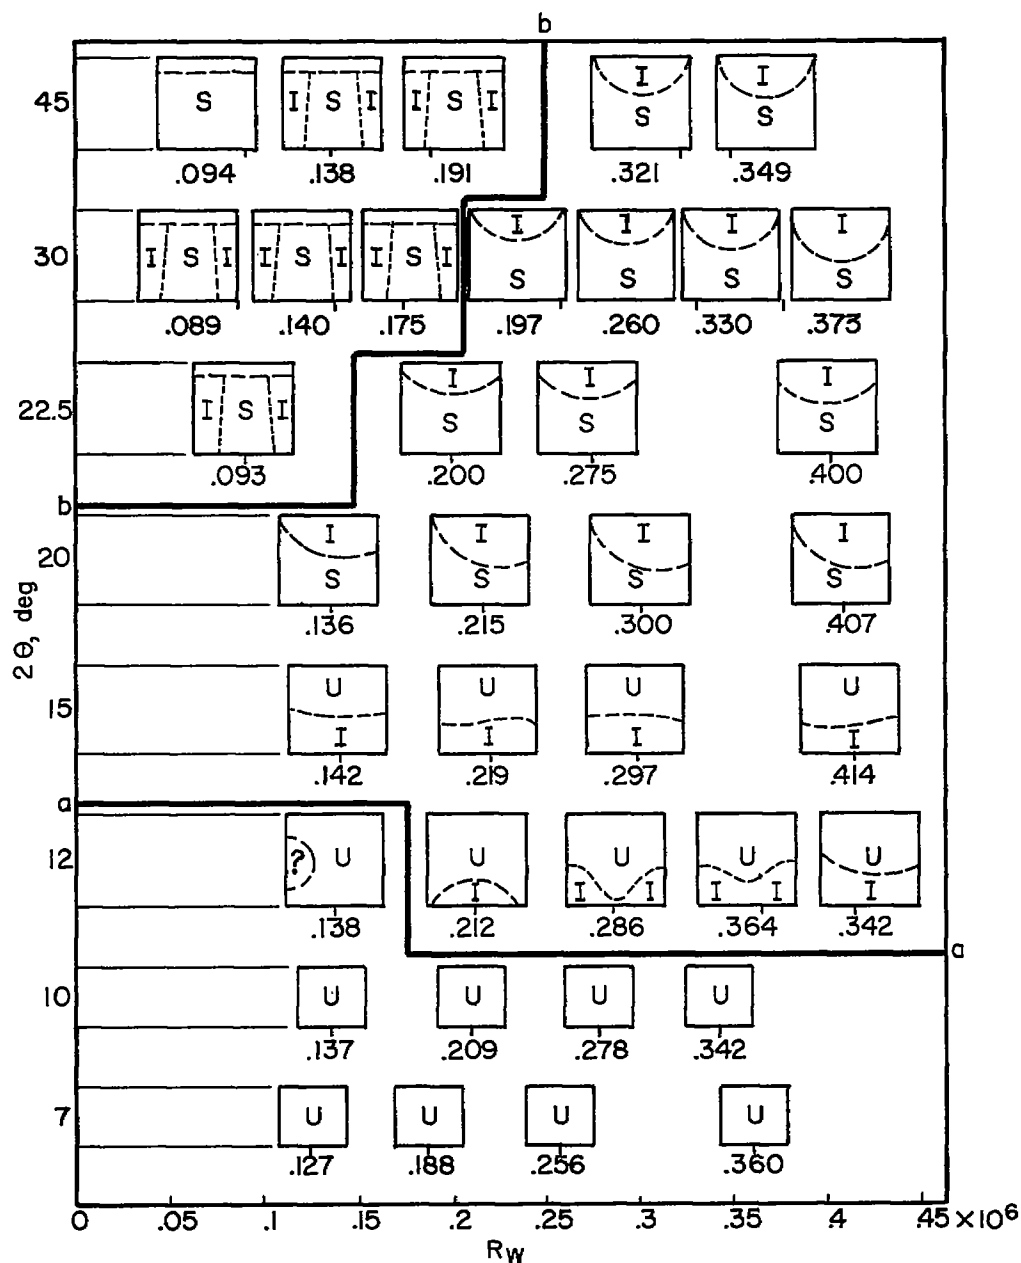 b
45
S
I S I
I S I
I
S
I
S
.094 .138 .191 .321 .349
30
I S I
I S I
I S I
I
S
I
S
I
S
I
S
.089 .140 .175 .197 .260 .330 .373
22.5
I S I
I
S
I
S
I
S
.093 .200 .275 .400
b
20
I
S
I
S
I
S
I
S
.136 .215 .300 .407
2θ, deg
15
U
I
U
I
U
I
U
I
.142 .219 .297 .414
a
12
? U
U
I
U
I I
U
I I
U
I
.138 .212 .286 .364 .342
a
10
U U U U
.137 .209 .278 .342
7
U U U U
.127 .188 .256 .360
0 .05 .1 .15 .2 .25 .3 .35 .4 .45×10⁶
R_W